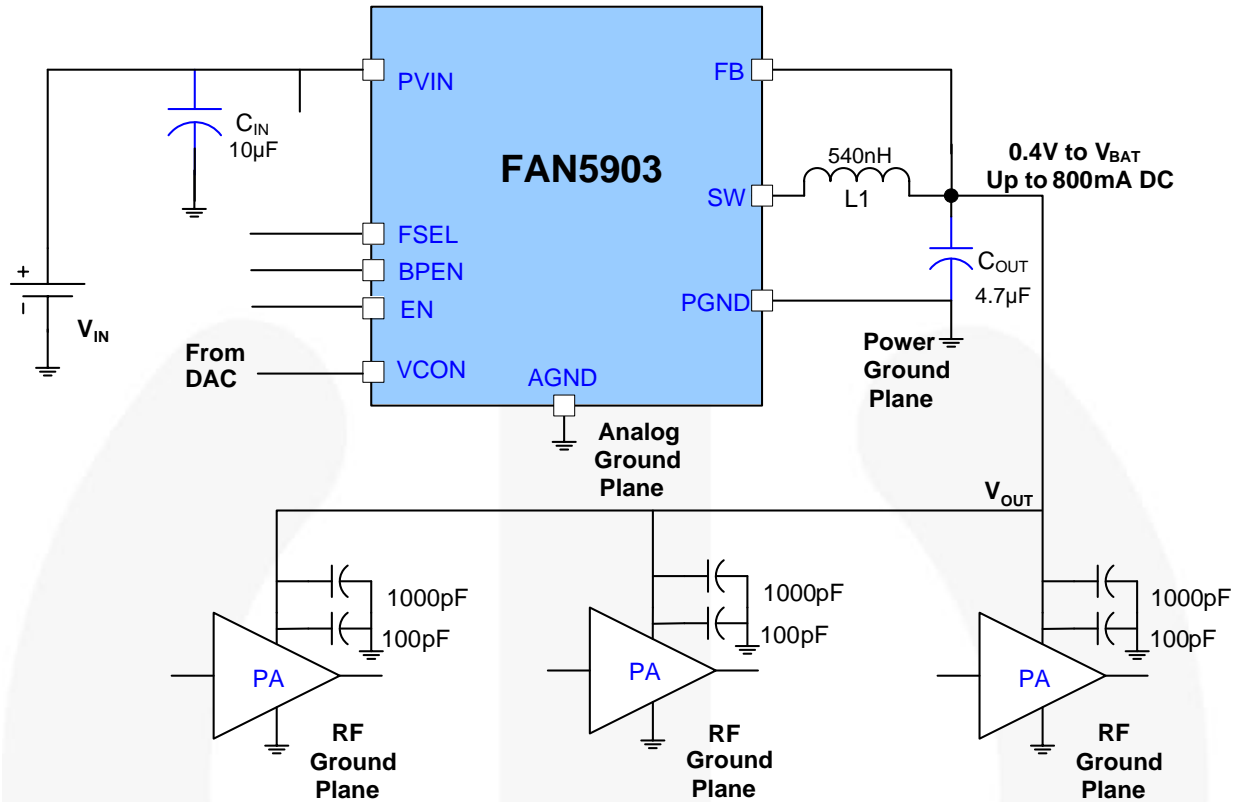 PVIN
FB
C_IN
10µF
FAN5903
540nH
L1
0.4V to V_BAT
Up to 800mA DC
SW
FSEL
BPEN
EN
C_OUT
4.7µF
PGND
+
V_IN
From
DAC
VCON
AGND
Power
Ground
Plane
Analog
Ground
Plane
V_OUT
1000pF
100pF
PA
RF
Ground
Plane
1000pF
100pF
PA
RF
Ground
Plane
1000pF
100pF
PA
RF
Ground
Plane